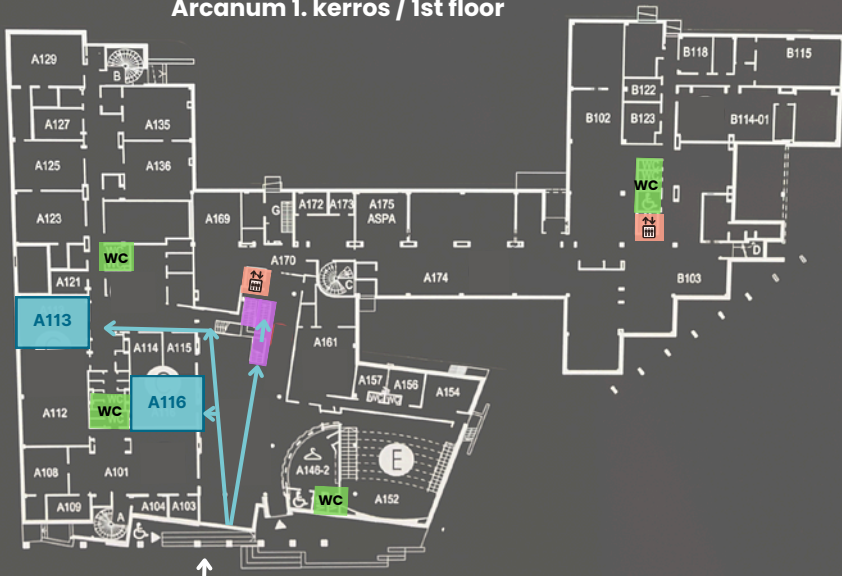 Arcanum 1. kerros / 1st floor
A129
B
A127
A135
A125
A136
A123
A121
WC
A169
G
A172
A173
A175
ASPA
A170
C
A174
A113
A114
A115
A161
A116
WC
A112
A157
A156
WC
A154
A108
A101
A109
A
A104
A103
A146-2
E
A152
WC
B118
B115
B122
B102
B123
B114-01
WC
D
B103